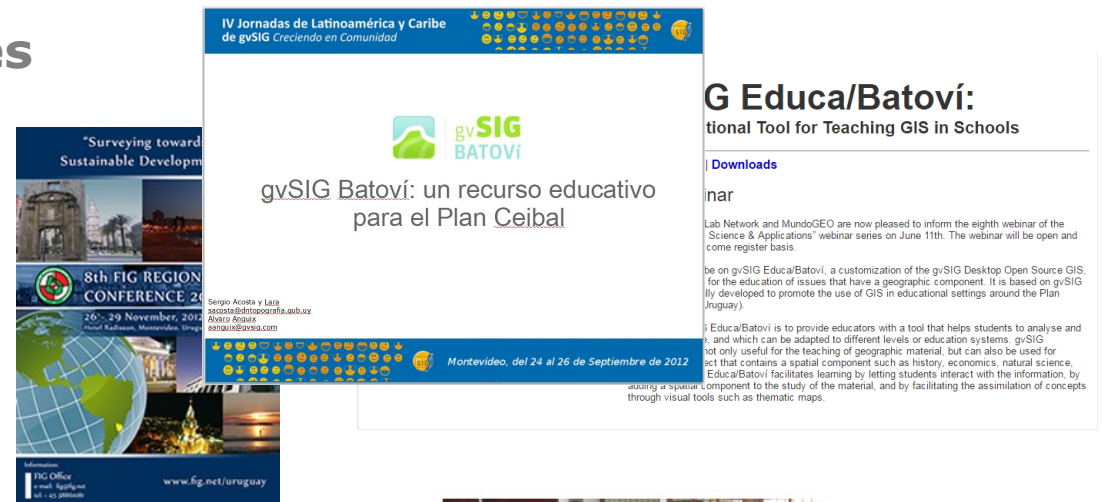 es
IV Jornadas de Latinoamérica y Caribe
de gvSIG Creciendo en Comunidad
gvSIG
BATOVí
gvSIG Batoví: un recurso educativo
para el Plan Ceibal
Sergio Acosta y Lara
sacosta@dntopografia.gub.uy
Alvaro Anguix
aanguix@gvsig.com
Montevideo, del 24 al 26 de Septiembre de 2012
"Surveying toward
Sustainable Developm
8th FIG REGION
CONFERENCE 2
26 - 29 November, 2012
Hotel Radisson, Montevideo, Urugu
Information:
FIG Office
e-mail: fig@fig.net
tel. + 45 38861081
www.fig.net/uruguay
G Educa/Batoví:
tional Tool for Teaching GIS in Schools
| Downloads
inar
Lab Network and MundoGEO are now pleased to inform the eighth webinar of the
Science & Applications" webinar series on June 11th. The webinar will be open and
come register basis.
be on gvSIG Educa/Batoví, a customization of the gvSIG Desktop Open Source GIS,
for the education of issues that have a geographic component. It is based on gvSIG
lly developed to promote the use of GIS in educational settings around the Plan
Uruguay).
Educa/Batoví is to provide educators with a tool that helps students to analyse and
, and which can be adapted to different levels or education systems. gvSIG
not only useful for the teaching of geographic material, but can also be used for
ect that contains a spatial component such as history, economics, natural science,
Educa/Batoví facilitates learning by letting students interact with the information, by
adding a spatial component to the study of the material, and by facilitating the assimilation of concepts
through visual tools such as thematic maps.